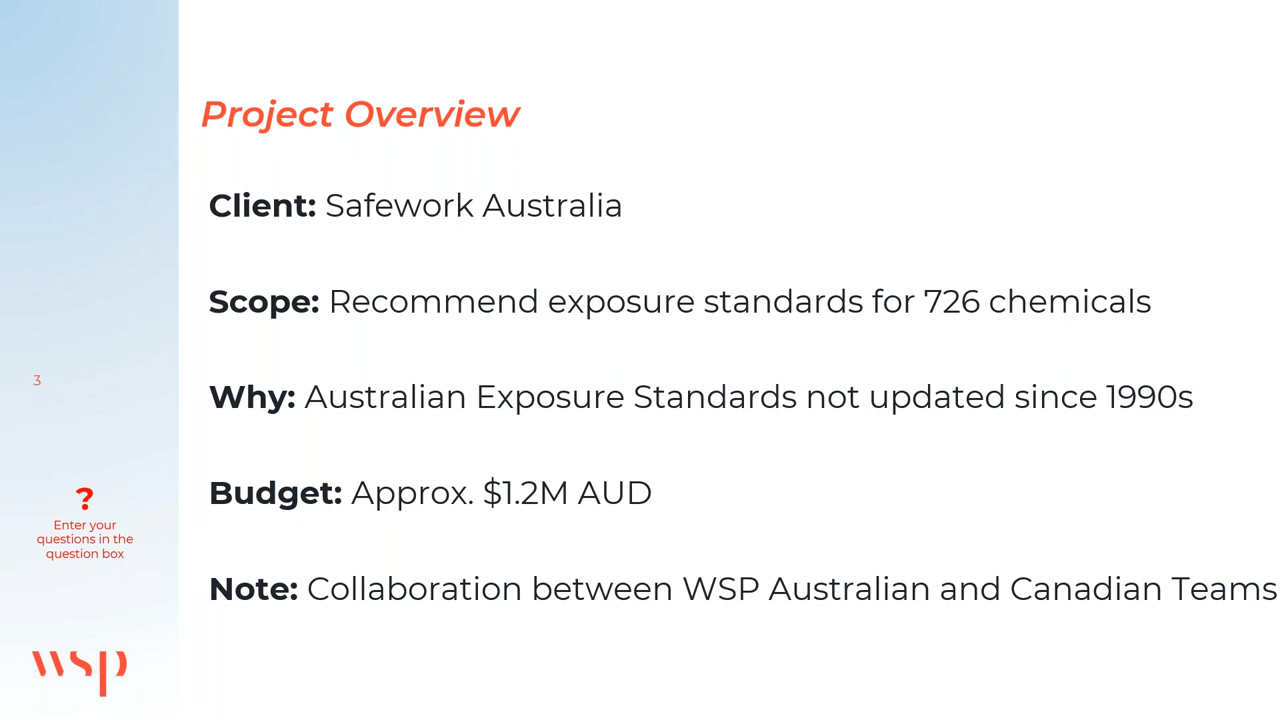 Project Overview
Client: Safework Australia
Scope: Recommend exposure standards for 726 chemicals
Why: Australian Exposure Standards not updated since 1990s
Budget: Approx. $1.2M AUD
Note: Collaboration between WSP Australian and Canadian Teams
3
?
Enter your
questions in the
question box
wsp